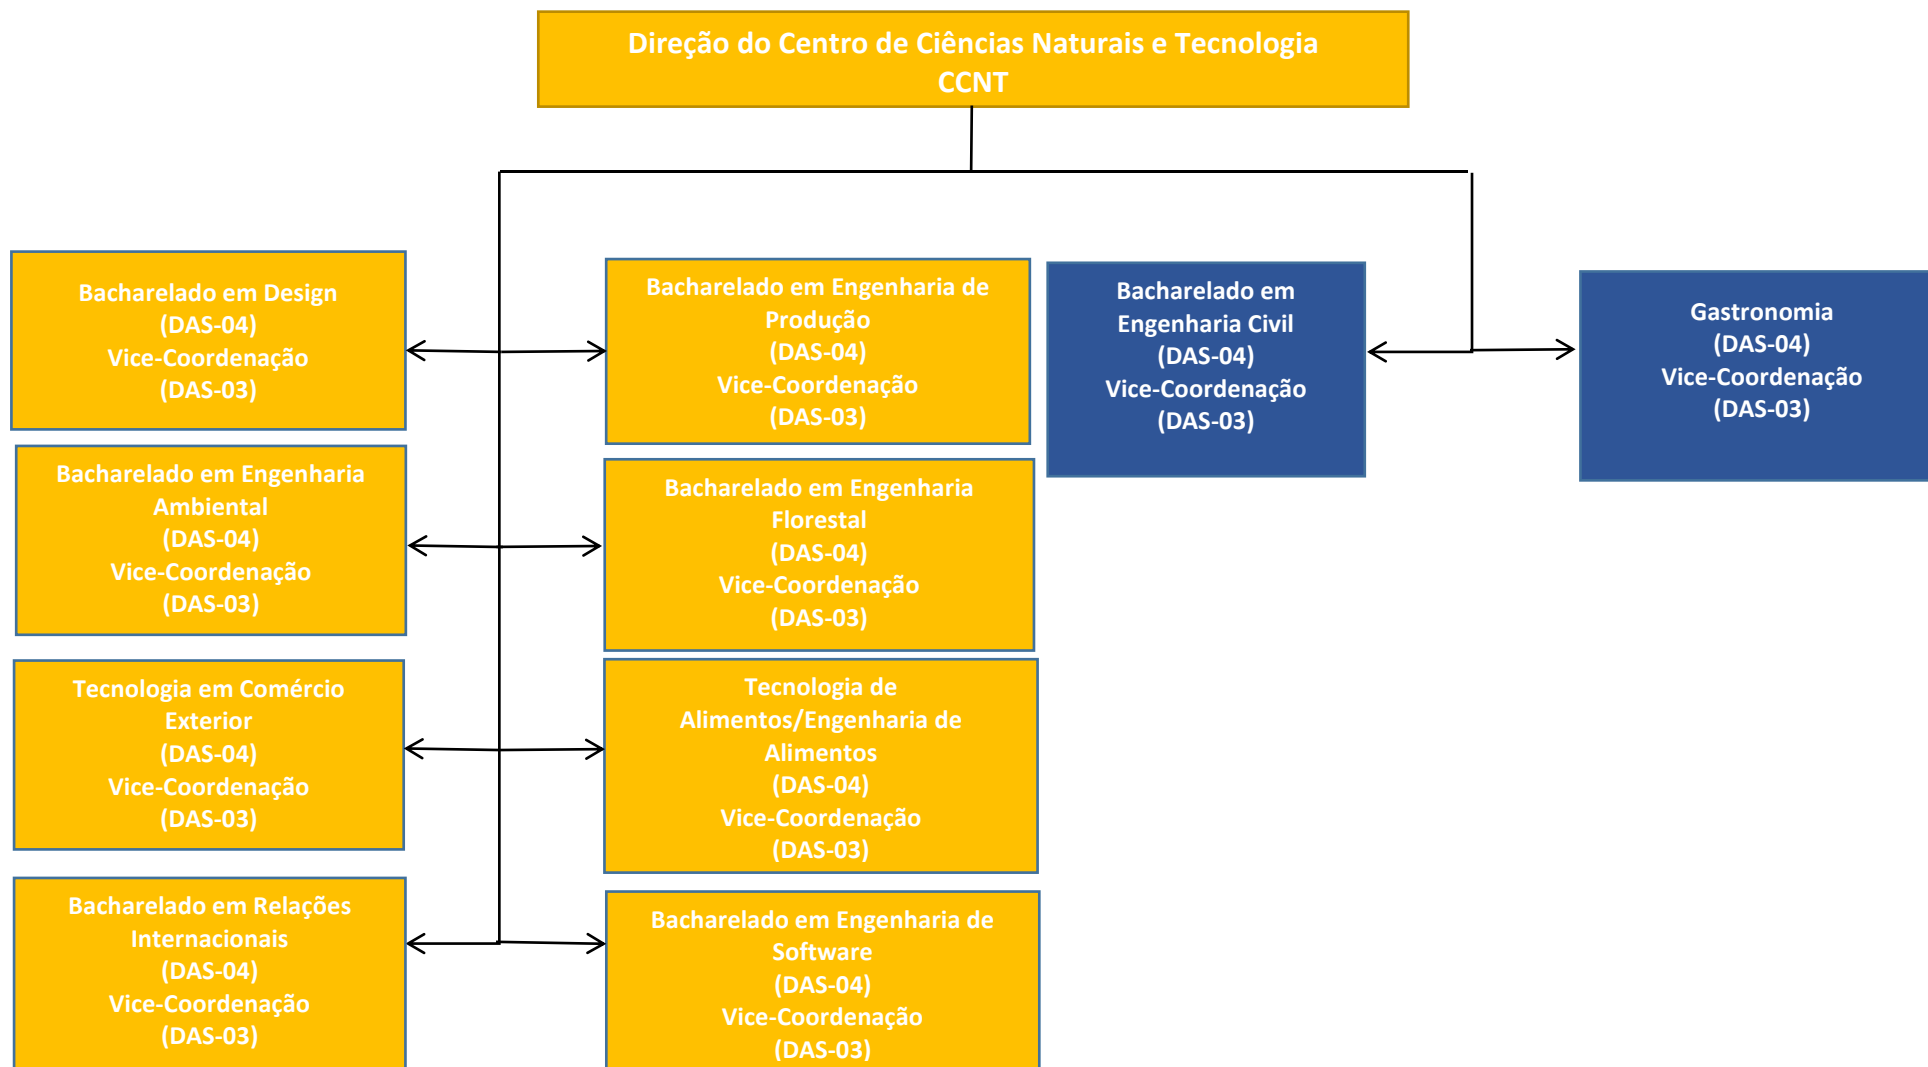 Direção do Centro de Ciências Naturais e Tecnologia
CCNT
Bacharelado em Design
(DAS-04)
Vice-Coordenação
(DAS-03)
Bacharelado em Engenharia de
Produção
(DAS-04)
Vice-Coordenação
(DAS-03)
Bacharelado em
Engenharia Civil
(DAS-04)
Vice-Coordenação
(DAS-03)
Gastronomia
(DAS-04)
Vice-Coordenação
(DAS-03)
Bacharelado em Engenharia
Ambiental
(DAS-04)
Vice-Coordenação
(DAS-03)
Bacharelado em Engenharia
Florestal
(DAS-04)
Vice-Coordenação
(DAS-03)
Tecnologia em Comércio
Exterior
(DAS-04)
Vice-Coordenação
(DAS-03)
Tecnologia de
Alimentos/Engenharia de
Alimentos
(DAS-04)
Vice-Coordenação
(DAS-03)
Bacharelado em Relações
Internacionais
(DAS-04)
Vice-Coordenação
(DAS-03)
Bacharelado em Engenharia de
Software
(DAS-04)
Vice-Coordenação
(DAS-03)